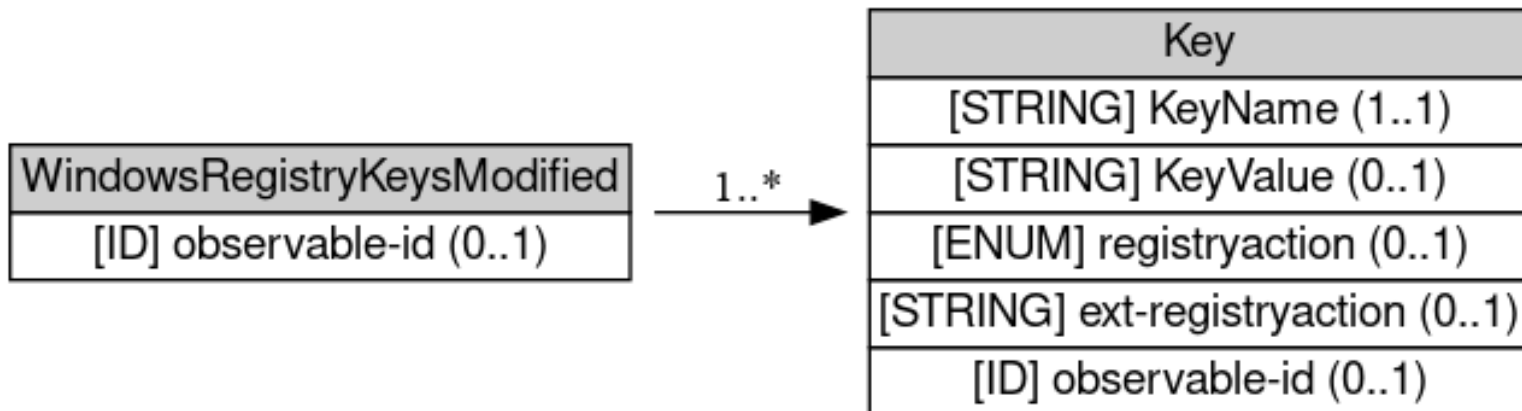 WindowsRegistryKeysModified
[ID] observable-id (0..1)
1..*
Key
[STRING] KeyName (1..1)
[STRING] KeyValue (0..1)
[ENUM] registryaction (0..1)
[STRING] ext-registryaction (0..1)
[ID] observable-id (0..1)